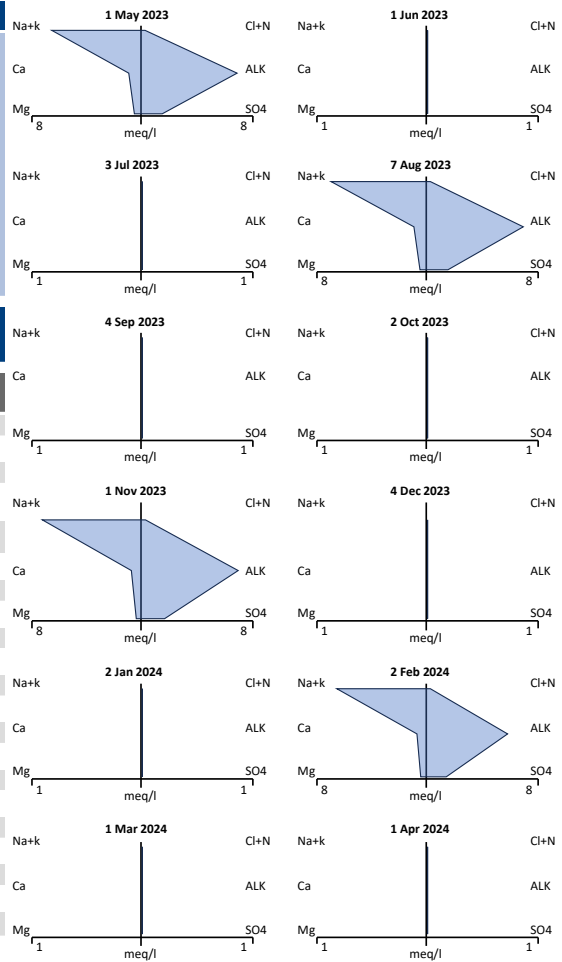 1 May 2023
Na+k Cl+N
Ca ALK
Mg SO4
8 8
meq/l
1 Jun 2023
Na+k Cl+N
Ca ALK
Mg SO4
1 1
meq/l
3 Jul 2023
Na+k Cl+N
Ca ALK
Mg SO4
1 1
meq/l
7 Aug 2023
Na+k Cl+N
Ca ALK
Mg SO4
8 8
meq/l
4 Sep 2023
Na+k Cl+N
Ca ALK
Mg SO4
1 1
meq/l
2 Oct 2023
Na+k Cl+N
Ca ALK
Mg SO4
1 1
meq/l
1 Nov 2023
Na+k Cl+N
Ca ALK
Mg SO4
8 8
meq/l
4 Dec 2023
Na+k Cl+N
Ca ALK
Mg SO4
1 1
meq/l
2 Jan 2024
Na+k Cl+N
Ca ALK
Mg SO4
1 1
meq/l
2 Feb 2024
Na+k Cl+N
Ca ALK
Mg SO4
8 8
meq/l
1 Mar 2024
Na+k Cl+N
Ca ALK
Mg SO4
1 1
meq/l
1 Apr 2024
Na+k Cl+N
Ca ALK
Mg SO4
1 1
meq/l